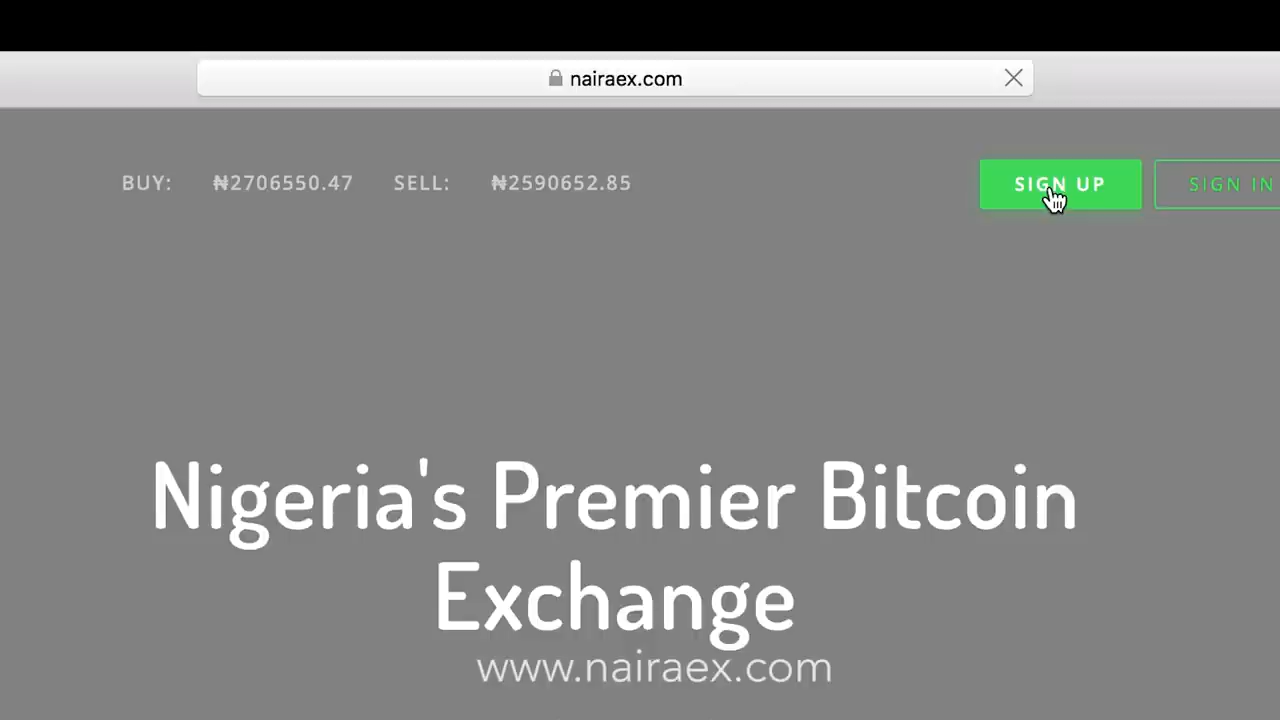 nairaex.com
BUY: ₦2706550.47 SELL: ₦2590652.85 SIGN UP SIGN IN
Nigeria's Premier Bitcoin
Exchange
www.nairaex.com